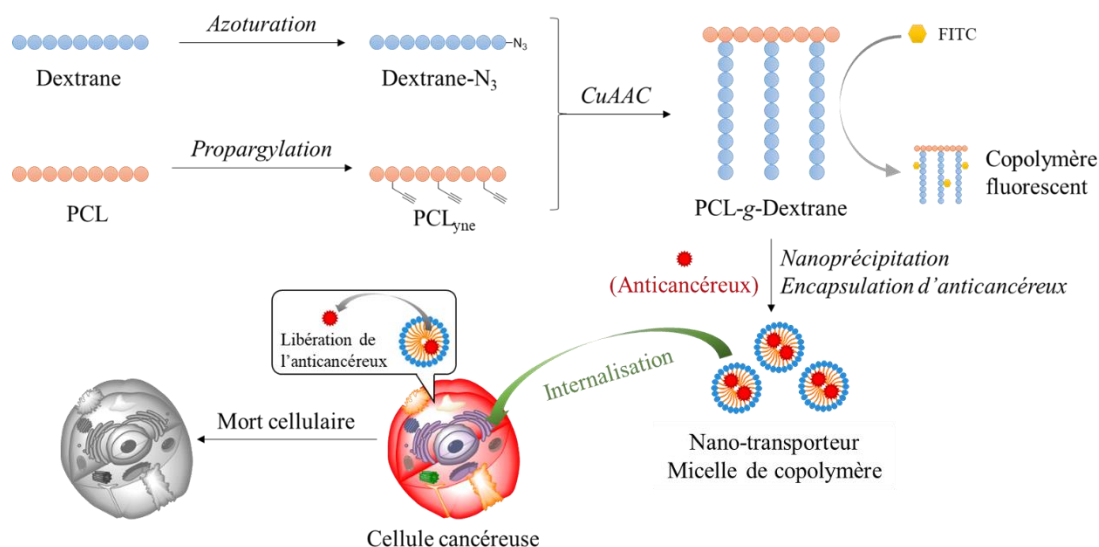 Azoturation
Dextrane
Dextrane-N₃
–N₃
CuAAC
FITC
Propargylation
PCL
PCLyne
PCL-g-Dextrane
Copolymère
fluorescent
(Anticancéreux)
Nanoprécipitation
Encapsulation d’anticancéreux
Libération de
l’anticancéreux
Internalisation
Mort cellulaire
Cellule cancéreuse
Nano-transporteur
Micelle de copolymère